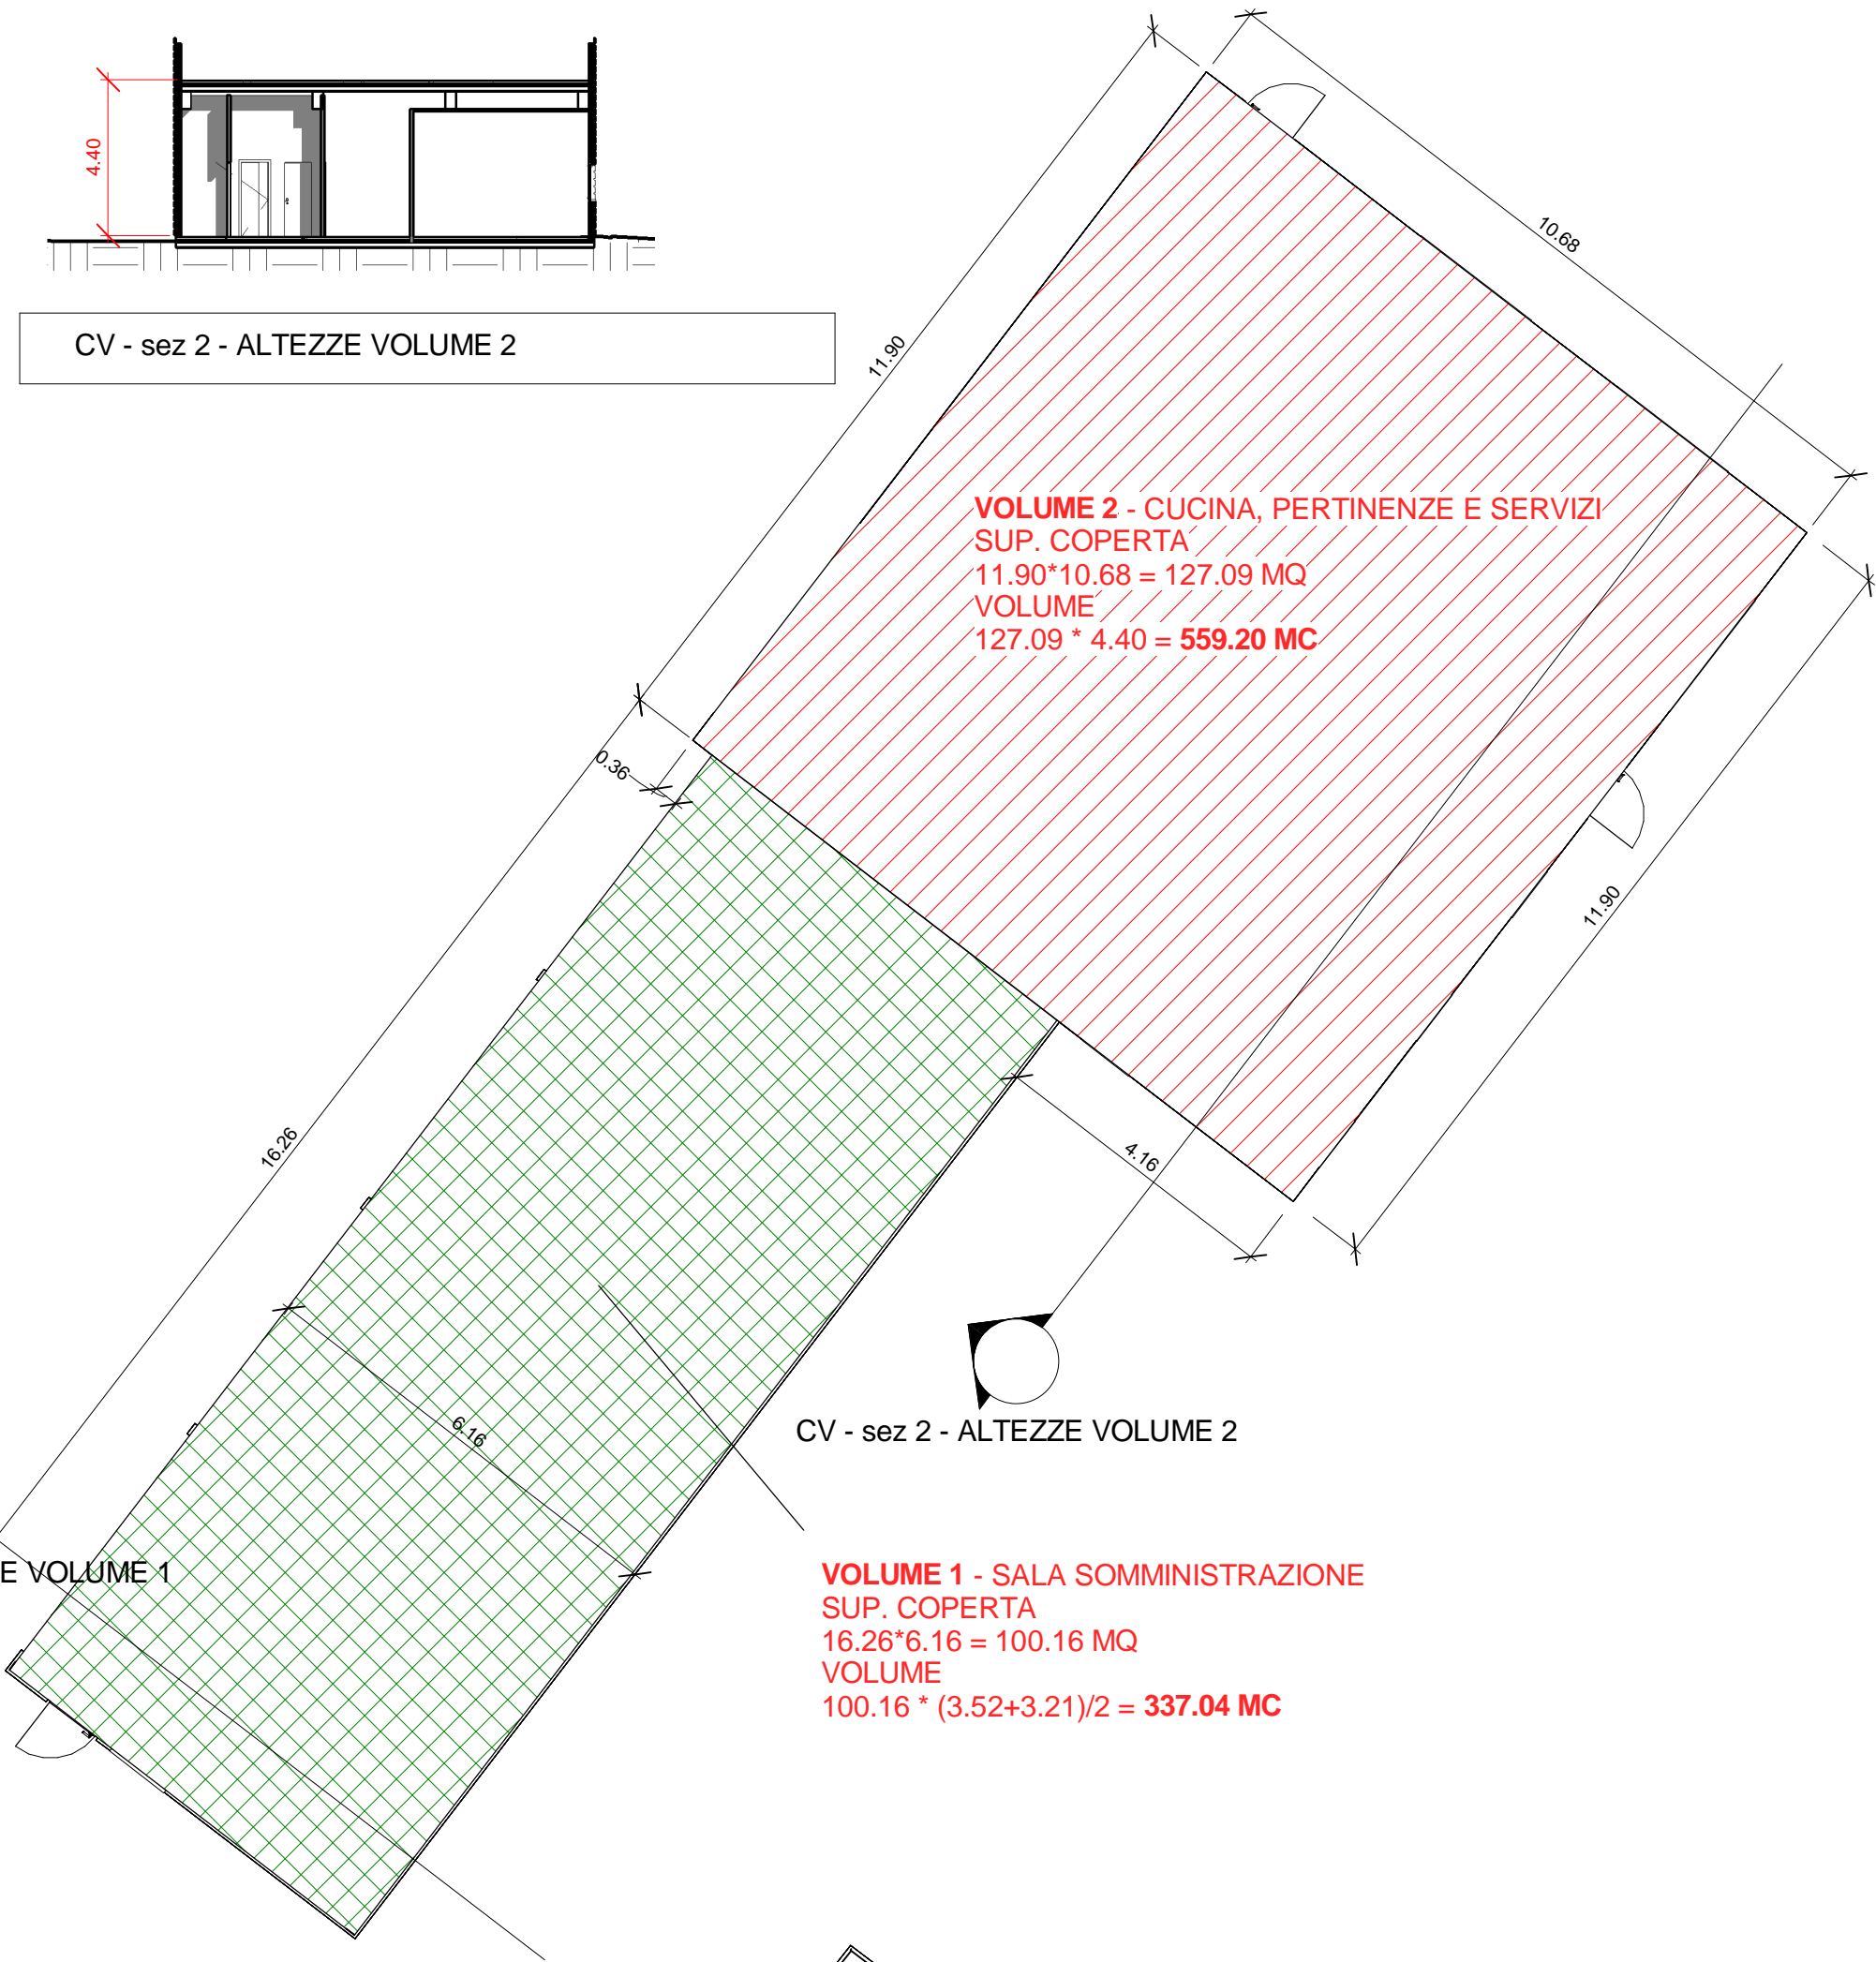 4.40
CV - sez 2 - ALTEZZE VOLUME 2
10.68
11.90
VOLUME 2 - CUCINA, PERTINENZE E SERVIZI
SUP. COPERTA
11.90*10.68 = 127.09 MQ
VOLUME
127.09 * 4.40 = 559.20 MC
0.36
11.90
16.26
4.16
6.16
CV - sez 2 - ALTEZZE VOLUME 2
E VOLUME 1
VOLUME 1 - SALA SOMMINISTRAZIONE
SUP. COPERTA
16.26*6.16 = 100.16 MQ
VOLUME
100.16 * (3.52+3.21)/2 = 337.04 MC